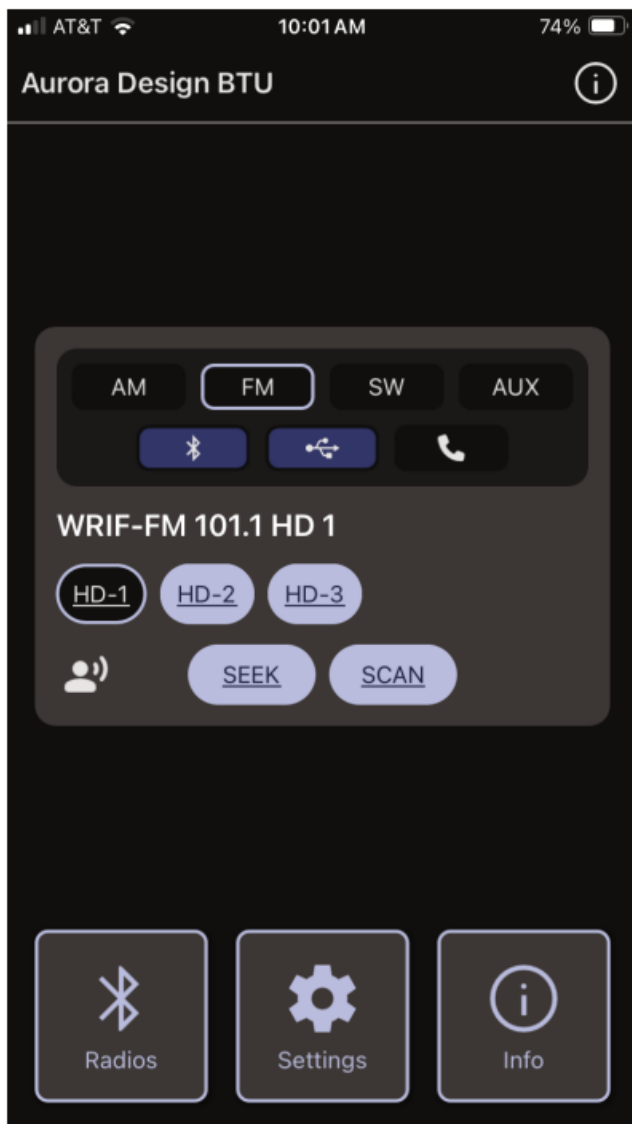 AT&T 10:01 AM 74%
Aurora Design BTU
AM FM SW AUX
WRIF-FM 101.1 HD 1
HD-1 HD-2 HD-3
SEEK SCAN
Radios Settings Info